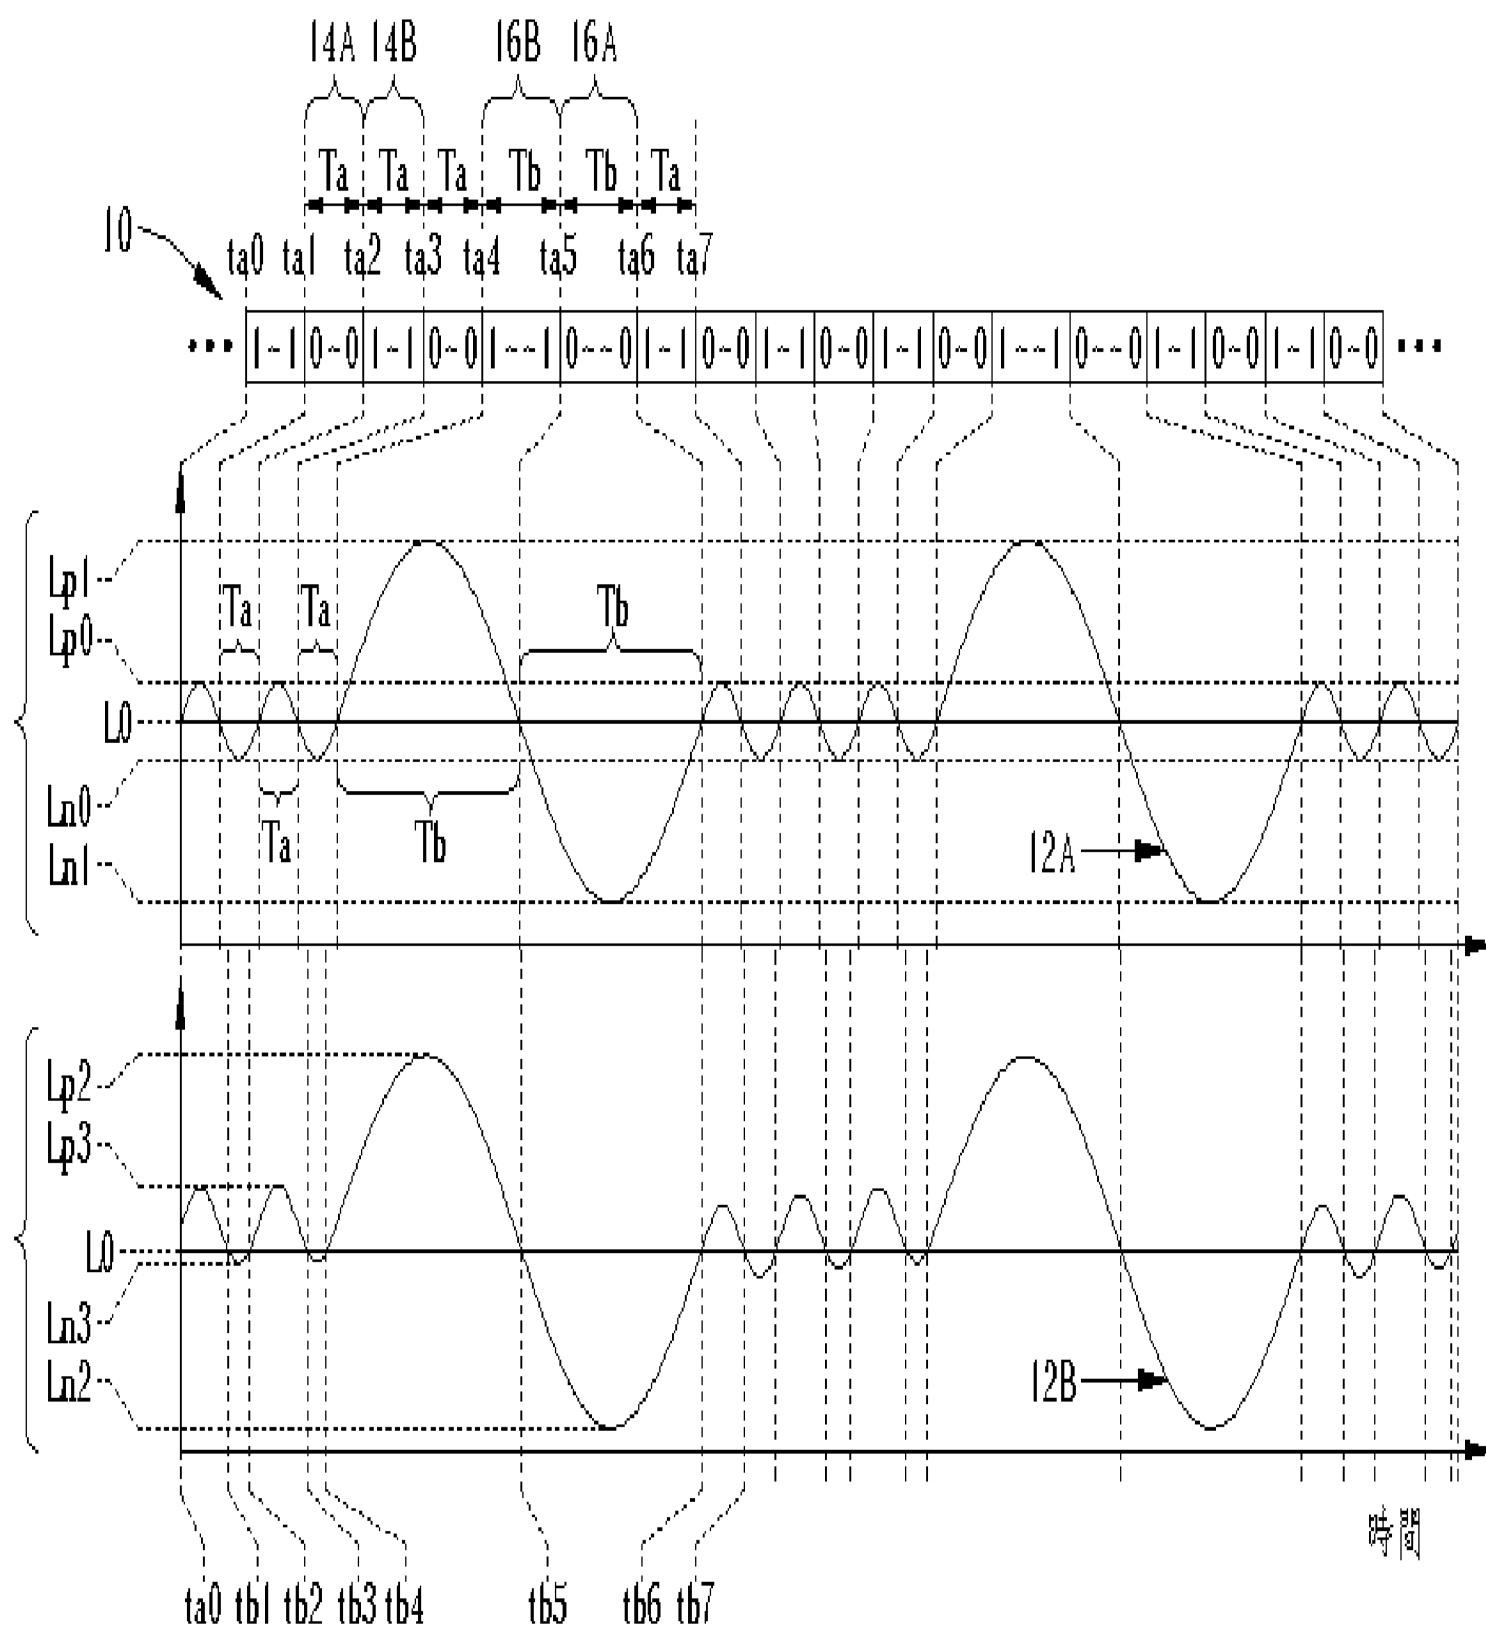 14A 14B 16B 16A
Ta Ta Ta Tb Tb Ta
10
ta0 ta1 ta2 ta3 ta4 ta5 ta6 ta7
••• 1~1 0~0 1~1 0~0 1~~1 0~~0 1~1 0~0 1~1 0~0 1~1 0~0 1~~1 0~~0 1~1 0~0 1~1 0~0 •••
Lp1
Ta Ta Tb
Lp0
L0
Ln0
Ta Tb
Ln1
12A
Lp2
Lp3
L0
Ln3
Ln2
12B
時間
ta0 tb1 tb2 tb3 tb4 tb5 tb6 tb7